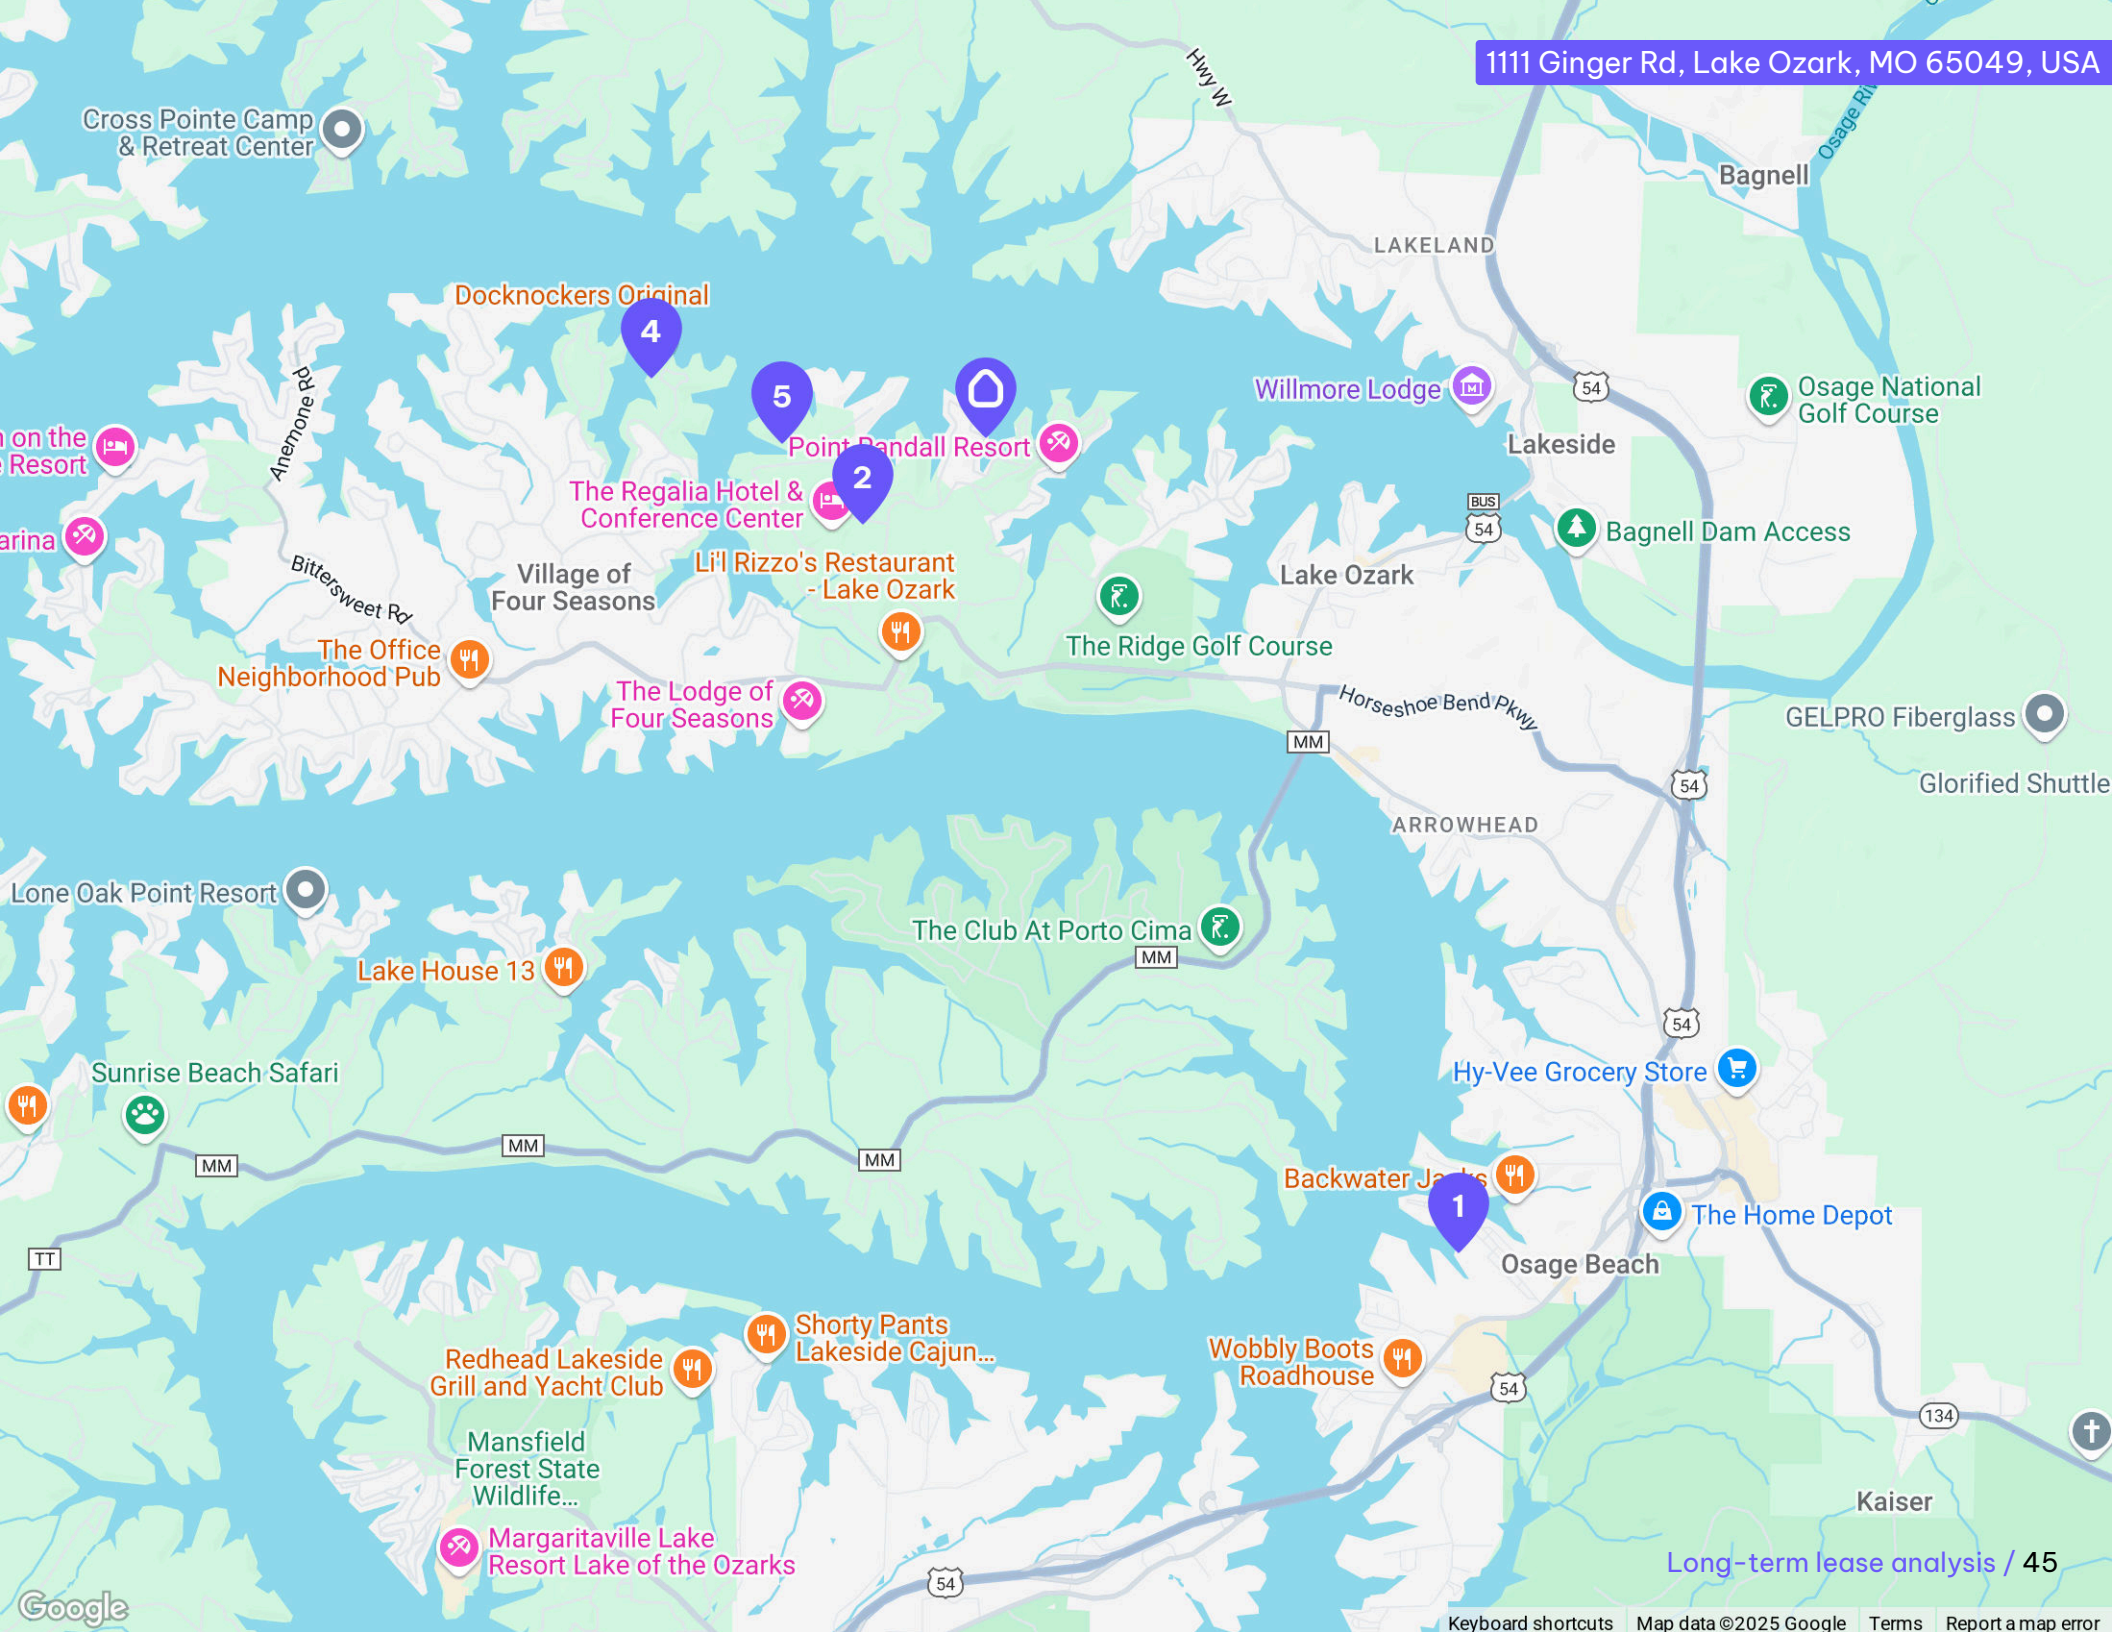 1111 Ginger Rd, Lake Ozark, MO 65049, USA
Hwy W
Osage
Cross Pointe Camp
& Retreat Center
Bagnell
LAKELAND
Docknockers Original
4
5
Anemone Rd
Willmore Lodge
54
Osage National
Golf Course
on the
Resort
Point Randall Resort
Lakeside
2
The Regalia Hotel &
Conference Center
BUS
54
Bagnell Dam Access
arina
Li'l Rizzo's Restaurant
- Lake Ozark
Bittersweet Rd
Village of
Four Seasons
Lake Ozark
The Office
Neighborhood Pub
The Ridge Golf Course
The Lodge of
Four Seasons
Horseshoe Bend Pkwy
GELPRO Fiberglass
MM
54
Glorified Shuttle
ARROWHEAD
Lone Oak Point Resort
The Club At Porto Cima
MM
Lake House 13
54
Sunrise Beach Safari
Hy-Vee Grocery Store
MM
MM
MM
Backwater Jacks
1
The Home Depot
TT
Osage Beach
Shorty Pants
Lakeside Cajun...
Redhead Lakeside
Grill and Yacht Club
Wobbly Boots
Roadhouse
54
134
Mansfield
Forest State
Wildlife...
Kaiser
Margaritaville Lake
Resort Lake of the Ozarks
54
Long-term lease analysis / 45
Google
Keyboard shortcuts
Map data ©2025 Google
Terms
Report a map error